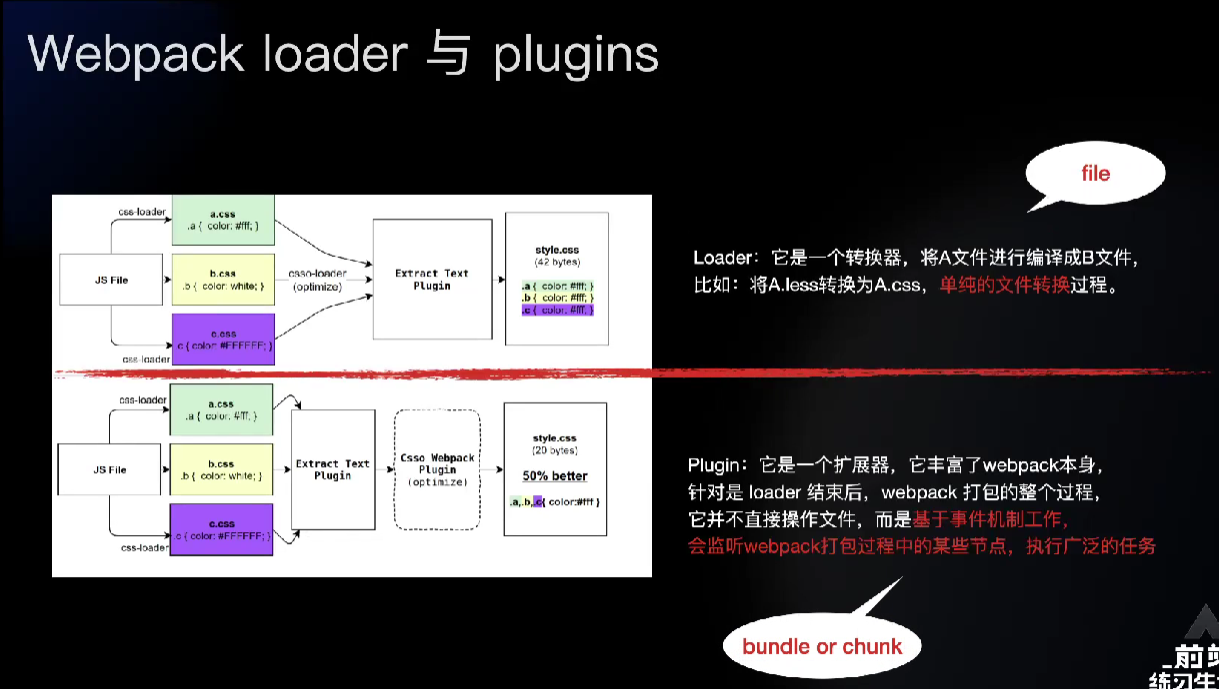 Webpack loader 与 plugins
file
css-loader
a.css
.a { color: #fff; }
JS File
b.css
.b { color: white; }
csso-loader
(optimize)
c.css
.c { color: #FFFFFF; }
css-loader
Extract Text
Plugin
style.css
(42 bytes)
.a { color: #fff; }
.b { color: #fff; }
.c { color: #fff; }
Loader：它是一个转换器，将A文件进行编译成B文件，
比如：将A.less转换为A.css，单纯的文件转换过程。
css-loader
a.css
.a { color: #fff; }
JS File
b.css
.b { color: white; }
c.css
.c { color: #FFFFFF; }
css-loader
Extract Text
Plugin
Csso Webpack
Plugin
(optimize)
style.css
(20 bytes)
50% better
.a,.b,.c{ color:#fff }
Plugin：它是一个扩展器，它丰富了webpack本身，
针对是 loader 结束后，webpack 打包的整个过程，
它并不直接操作文件，而是基于事件机制工作，
会监听webpack打包过程中的某些节点，执行广泛的任务
bundle or chunk
前端
练习生